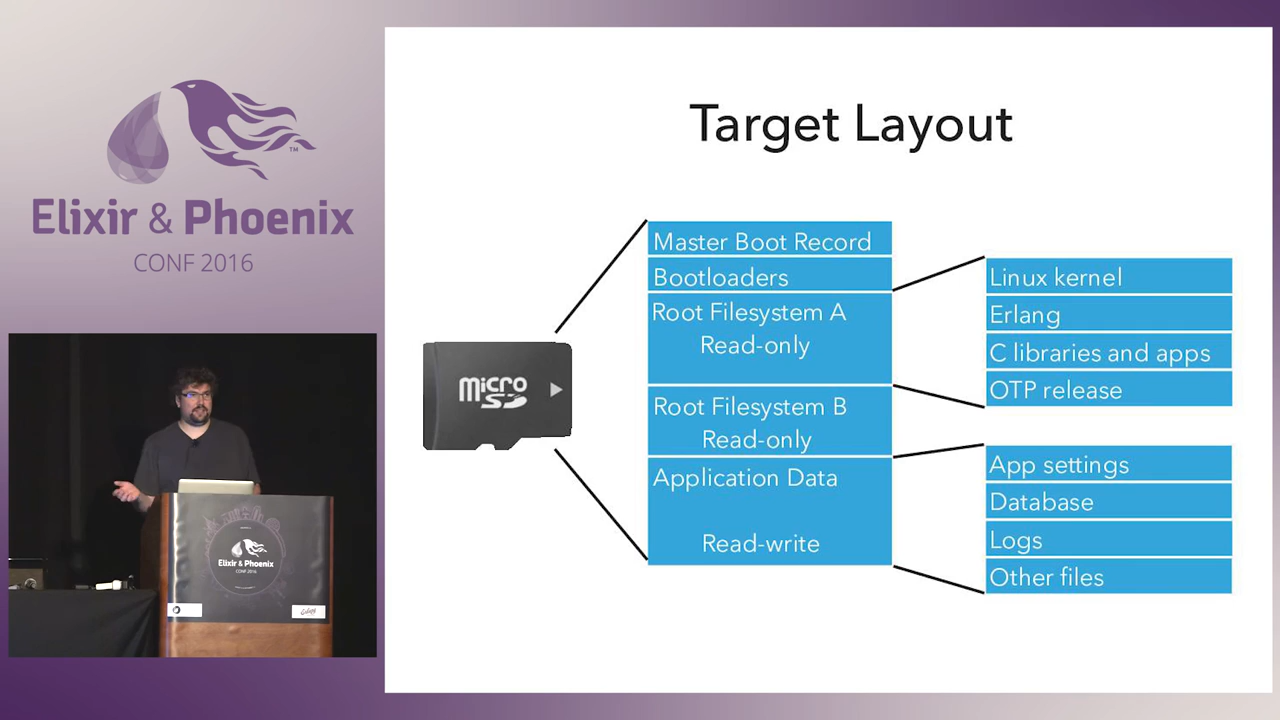 Elixir & Phoenix
CONF 2016
TM
Target Layout
micro
SD
Master Boot Record
Bootloaders
Root Filesystem A
Read-only
Root Filesystem B
Read-only
Application Data
Read-write
Linux kernel
Erlang
C libraries and apps
OTP release
App settings
Database
Logs
Other files
Elixir & Phoenix
CONF 2016